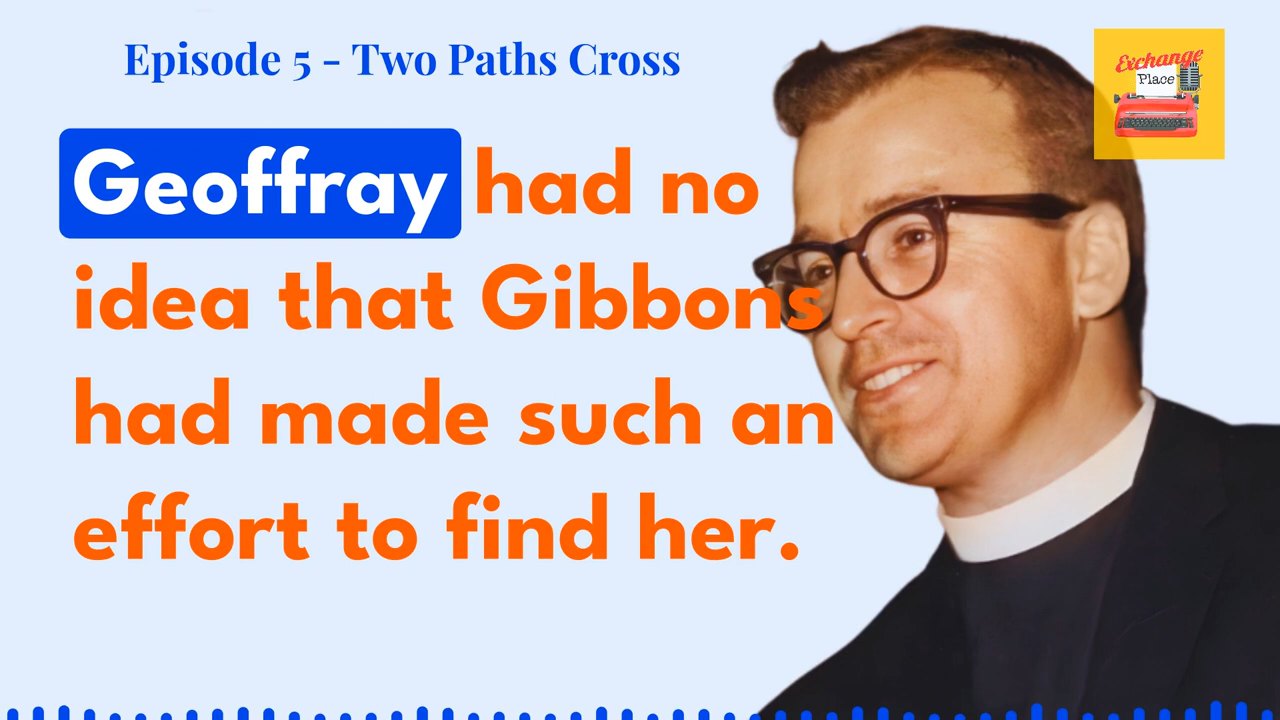 Episode 5 - Two Paths Cross
Exchange
Place
Geoffray had no
idea that Gibbons
had made such an
effort to find her.